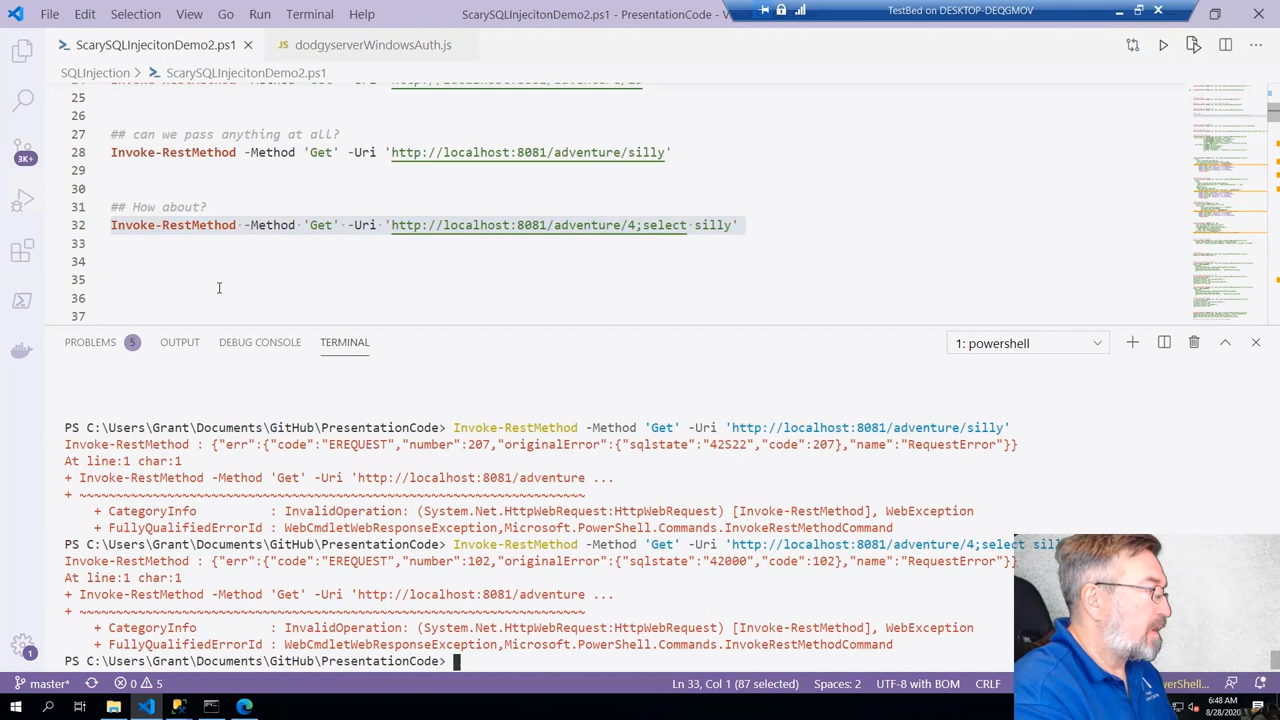 File Edit Selection View Go Run Terminal Help
ScarySQLInjecitonDemo2.ps1 - PresentationCode - V
TestBed on DESKTOP-DEQGMOV
ScarySQLInjecitonDemo2.ps1
dodgyserverWindowsAuth.js
SQLInjection > ScarySQLInjecitonDemo2.ps1
25
27 ## can we pass anything at all?
28 Invoke-RestMethod -Method 'Get' -Uri 'http://localhost:8081/adventure/silly'
29
30
31 ## How about?
Invoke-RestMethod -Method 'Get' -Uri 'http://localhost:8081/adventure/4;select silly'
33
34
35
36
37
PROBLEMS 5 OUTPUT DEBUG CONSOLE TERMINAL
1: powershell
PS C:\Users\Grant\Documents\GitHub\PresentationCode> Invoke-RestMethod -Method 'Get' -Uri 'http://localhost:8081/adventure/silly'
Invoke-RestMethod : {"err":{"code":"EREQUEST","number":207,"originalError":{"sqlstate":"42S22","code":207},"name":"RequestError"}}
At line:1 char:1
+ Invoke-RestMethod -Method 'Get' -Uri 'http://localhost:8081/adventure ...
+ ~~~~~~~~~~~~~~~~~~~~~~~~~~~~~~~~~~~~~~~~~~~~~~~~~~~~~~~~~~~~~~~~~~~~~
+ CategoryInfo : InvalidOperation: (System.Net.HttpWebRequest:HttpWebRequest) [Invoke-RestMethod], WebException
+ FullyQualifiedErrorId : WebCmdletWebResponseException,Microsoft.PowerShell.Commands.InvokeRestMethodCommand
PS C:\Users\Grant\Documents\GitHub\PresentationCode> Invoke-RestMethod -Method 'Get' -Uri 'http://localhost:8081/adventure/4;select sill
Invoke-RestMethod : {"err":{"code":"EREQUEST","number":102,"originalError":{"sqlstate":"42000","code":102},"name":"RequestError"}}
At line:1 char:1
+ Invoke-RestMethod -Method 'Get' -Uri 'http://localhost:8081/adventure ...
+ ~~~~~~~~~~~~~~~~~~~~~~~~~~~~~~~~~~~~~~~~~~~~~~~~~~~~~~~~~~~~~~~~~~~~~
+ CategoryInfo : InvalidOperation: (System.Net.HttpWebRequest:HttpWebRequest) [Invoke-RestMethod], WebException
+ FullyQualifiedErrorId : WebCmdletWebResponseException,Microsoft.PowerShell.Commands.InvokeRestMethodCommand
PS C:\Users\Grant\Documents\GitHub\PresentationCode>
3K+
1
master* 0 5 Ln 33, Col 1 (87 selected) Spaces: 2 UTF-8 with BOM CRLF
6:48 AM
8/28/2020